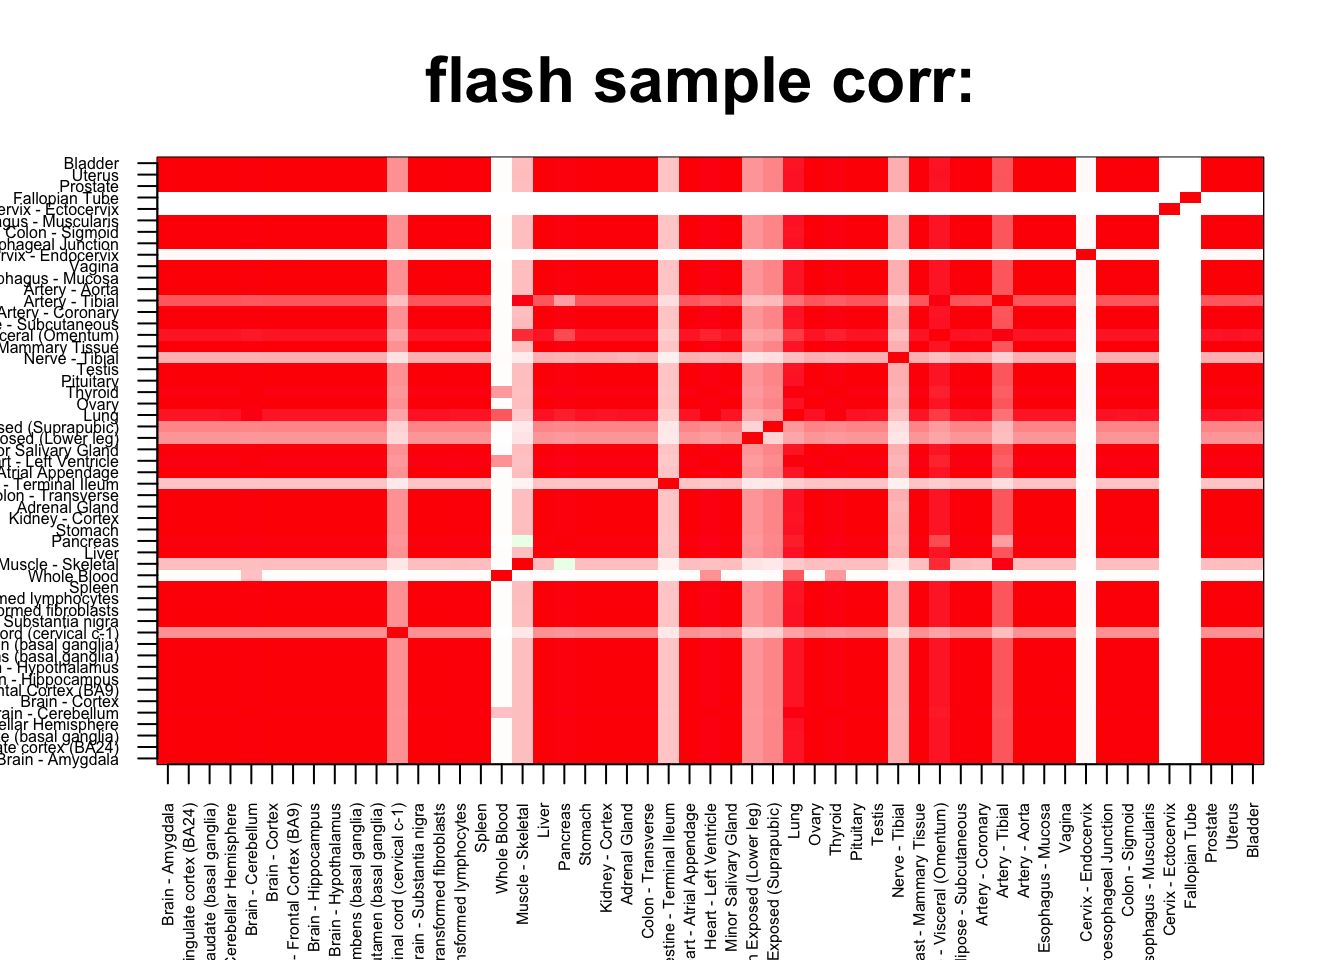 flash sample corr:
Bladder
Uterus
Prostate
Fallopian Tube
ervix - Ectocervix
gus - Muscularis
Colon - Sigmoid
phageal Junction
rvix - Endocervix
Vagina
phagus - Mucosa
Artery - Aorta
Artery - Tibial
Artery - Coronary
e - Subcutaneous
ceral (Omentum)
Mammary Tissue
Nerve - Tibial
Testis
Pituitary
Thyroid
Ovary
Lung
sed (Suprapubic)
posed (Lower leg)
or Salivary Gland
art - Left Ventricle
Atrial Appendage
- Terminal Ileum
olon - Transverse
Adrenal Gland
Kidney - Cortex
Stomach
Pancreas
Liver
Muscle - Skeletal
Whole Blood
Spleen
med lymphocytes
ormed fibroblasts
Substantia nigra
ord (cervical c-1)
n (basal ganglia)
s (basal ganglia)
n - Hypothalamus
n - Hippocampus
ntal Cortex (BA9)
Brain - Cortex
rain - Cerebellum
ellar Hemisphere
e (basal ganglia)
ate cortex (BA24)
Brain - Amygdala
Brain - Amygdala
ingulate cortex (BA24)
audate (basal ganglia)
Cerebellar Hemisphere
Brain - Cerebellum
Brain - Cortex
- Frontal Cortex (BA9)
Brain - Hippocampus
Brain - Hypothalamus
mbens (basal ganglia)
utamen (basal ganglia)
inal cord (cervical c-1)
rain - Substantia nigra
ransformed fibroblasts
nsformed lymphocytes
Spleen
Whole Blood
Muscle - Skeletal
Liver
Pancreas
Stomach
Kidney - Cortex
Adrenal Gland
Colon - Transverse
estine - Terminal Ileum
art - Atrial Appendage
Heart - Left Ventricle
Minor Salivary Gland
n Exposed (Lower leg)
Exposed (Suprapubic)
Lung
Ovary
Thyroid
Pituitary
Testis
Nerve - Tibial
ast - Mammary Tissue
- Visceral (Omentum)
dipose - Subcutaneous
Artery - Coronary
Artery - Tibial
Artery - Aorta
Esophagus - Mucosa
Vagina
Cervix - Endocervix
roesophageal Junction
Colon - Sigmoid
sophagus - Muscularis
Cervix - Ectocervix
Fallopian Tube
Prostate
Uterus
Bladder